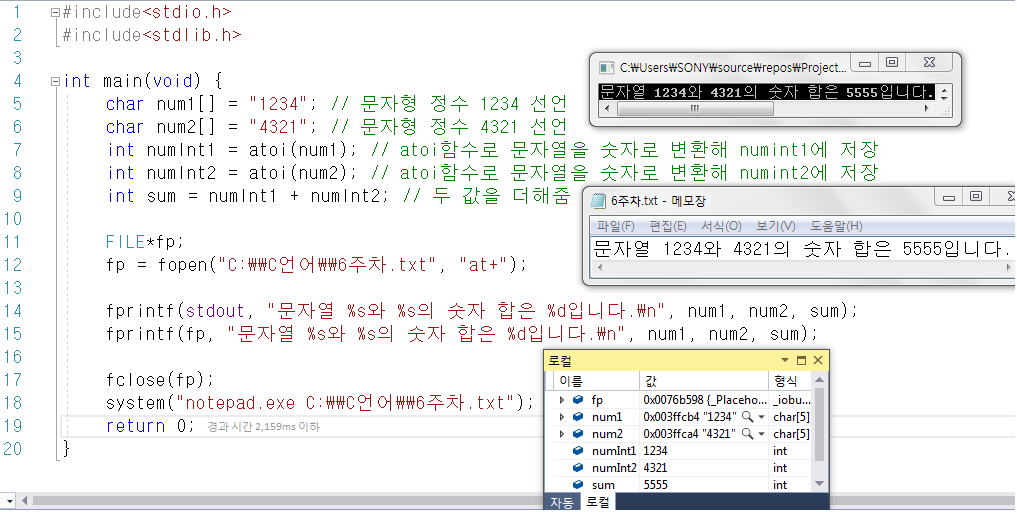 1 #include<stdio.h>
2 #include<stdlib.h>
3
4 int main(void) {
5 char num1[] = "1234"; // 문자형 정수 1234 선언
6 char num2[] = "4321"; // 문자형 정수 4321 선언
7 int numInt1 = atoi(num1); // atoi함수로 문자열을 숫자로 변환해 numint1에 저장
8 int numInt2 = atoi(num2); // atoi함수로 문자열을 숫자로 변환해 numint2에 저장
9 int sum = numInt1 + numInt2; // 두 값을 더해줌
10
11 FILE*fp;
12 fp = fopen("C:₩₩C언어₩₩6주차.txt", "at+");
13
14 fprintf(stdout, "문자열 %s와 %s의 숫자 합은 %d입니다.₩n", num1, num2, sum);
15 fprintf(fp, "문자열 %s와 %s의 숫자 합은 %d입니다.₩n", num1, num2, sum);
16
17 fclose(fp);
18 system("notepad.exe C:₩₩C언어₩₩6주차.txt");
19 return 0; 경과 시간 2,159ms 이하
20 }
C:₩Users₩SONY₩source₩repos₩Project...
문자열 1234와 4321의 숫자 합은 5555입니다.
6주차.txt - 메모장
파일(F) 편집(E) 서식(O) 보기(V) 도움말(H)
문자열 1234와 4321의 숫자 합은 5555입니다.
로컬
이름 값 형식
fp 0x0076b598 {_Placeho... _iobu...
num1 0x003ffcb4 "1234" char[5]
num2 0x003ffca4 "4321" char[5]
numInt1 1234 int
numInt2 4321 int
sum 5555 int
자동 로컬